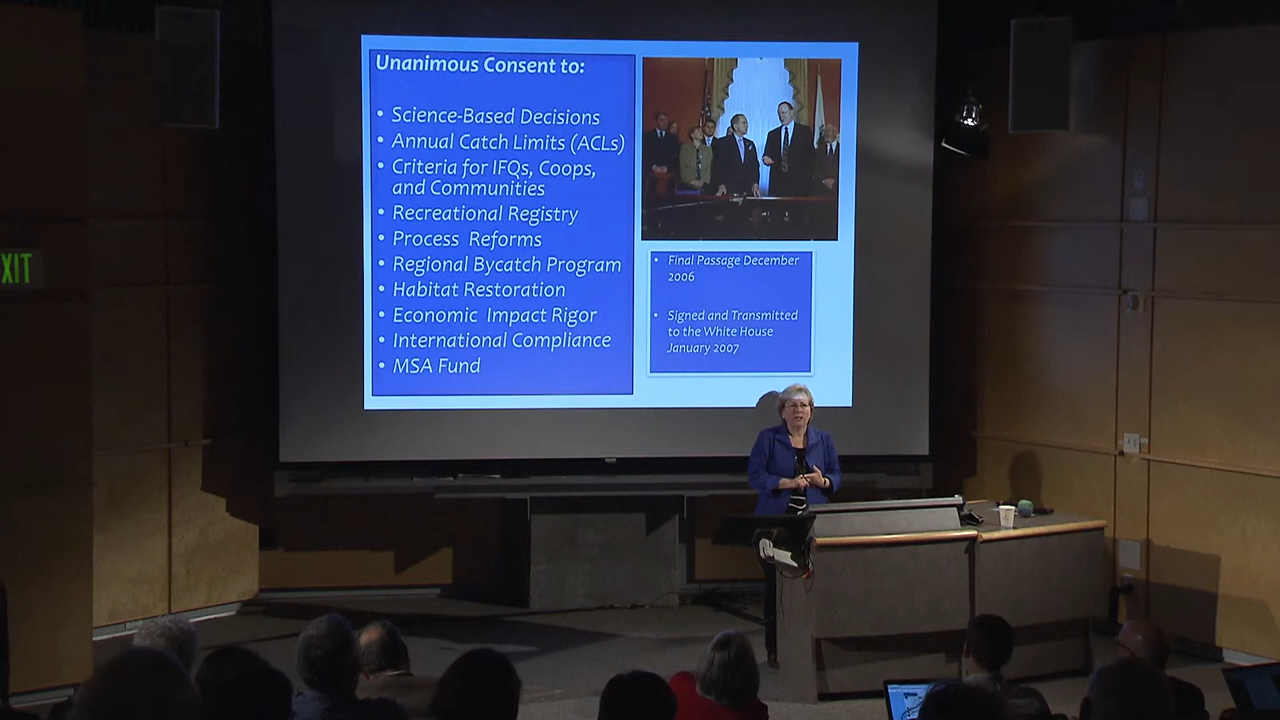 Unanimous Consent to:
• Science-Based Decisions
• Annual Catch Limits (ACLs)
• Criteria for IFQs, Coops,
and Communities
• Recreational Registry
• Process Reforms
• Regional Bycatch Program
• Habitat Restoration
• Economic Impact Rigor
• International Compliance
• MSA Fund
• Final Passage December
2006
• Signed and Transmitted
to the White House
January 2007
XIT